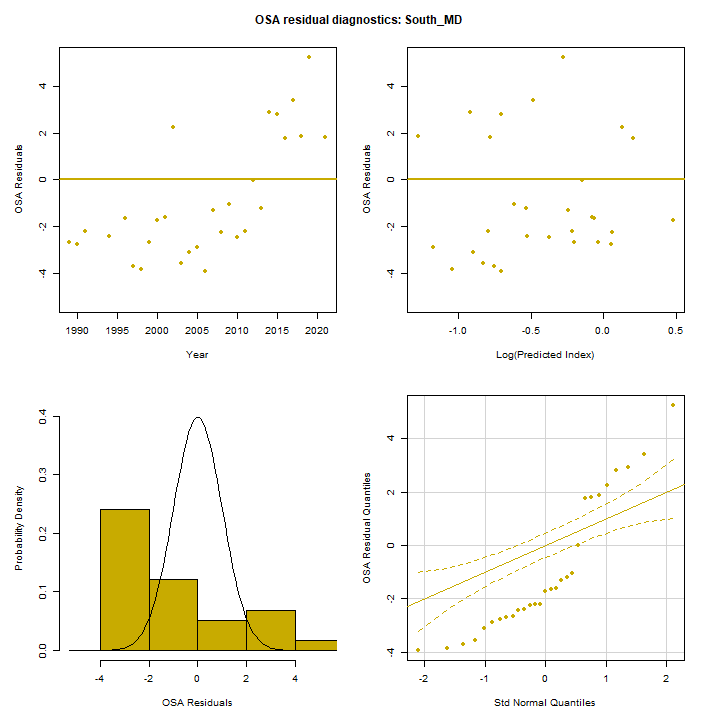 OSA residual diagnostics: South_MD
OSA Residuals
4
2
0
-2
-4
1990 1995 2000 2005 2010 2015 2020
Year
OSA Residuals
4
2
0
-2
-4
-1.0 -0.5 0.0 0.5
Log(Predicted Index)
Probability Density
0.4
0.3
0.2
0.1
0.0
-4 -2 0 2 4
OSA Residuals
OSA Residual Quantiles
4
2
0
-2
-4
-2 -1 0 1 2
Std Normal Quantiles